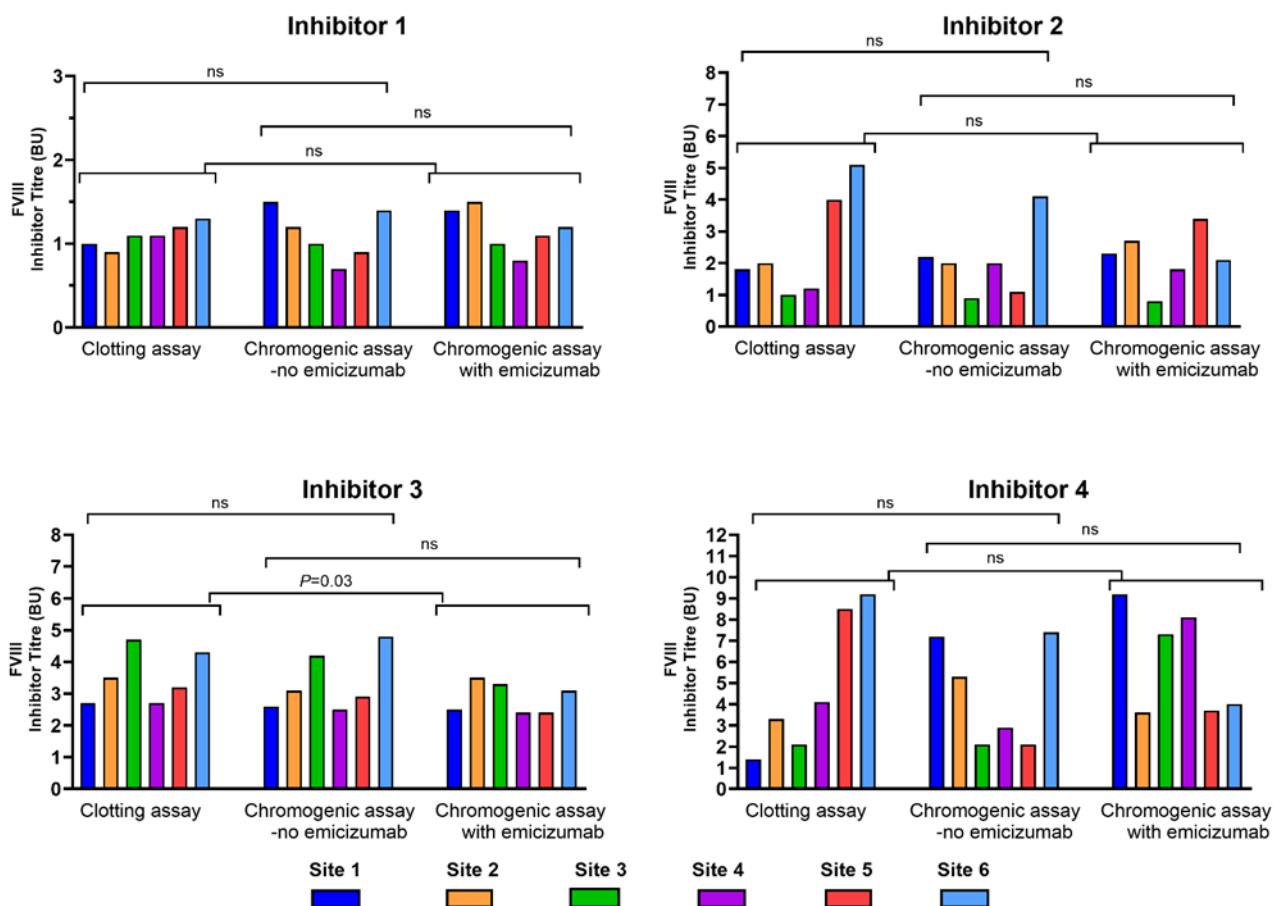 Inhibitor 1
ns
ns
ns
FVIII
Inhibitor Titre (BU)
3
2
1
0
Clotting assay
Chromogenic assay
-no emicizumab
Chromogenic assay
with emicizumab
Inhibitor 2
ns
ns
ns
FVIII
Inhibitor Titre (BU)
8
7
6
5
4
3
2
1
0
Clotting assay
Chromogenic assay
-no emicizumab
Chromogenic assay
with emicizumab
Inhibitor 3
ns
ns
P=0.03
FVIII
Inhibitor Titre (BU)
8
7
6
5
4
3
2
1
0
Clotting assay
Chromogenic assay
-no emicizumab
Chromogenic assay
with emicizumab
Inhibitor 4
ns
ns
ns
FVIII
Inhibitor Titre (BU)
12
11
10
9
8
7
6
5
4
3
2
1
0
Clotting assay
Chromogenic assay
-no emicizumab
Chromogenic assay
with emicizumab
Site 1 Site 2 Site 3 Site 4 Site 5 Site 6